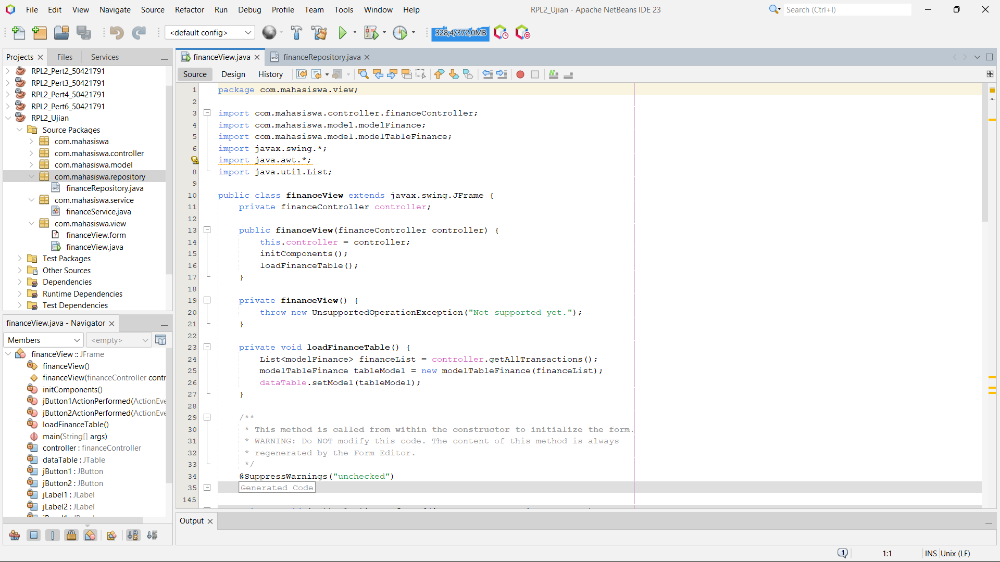 File Edit View Navigate Source Refactor Run Debug Profile Team Tools Window Help
RPL2_Ujian - Apache NetBeans IDE 23
Search (Ctrl+I)
<default config>
328,4/372,0MB
Projects
Files
Services
RPL2_Pert2_50421791
RPL2_Pert3_50421791
RPL2_Pert4_50421791
RPL2_Pert6_50421791
RPL2_Ujian
Source Packages
com.mahasiswa
com.mahasiswa.controller
com.mahasiswa.model
com.mahasiswa.repository
financeRepository.java
com.mahasiswa.service
financeService.java
com.mahasiswa.view
financeView.form
financeView.java
Test Packages
Other Sources
Dependencies
Runtime Dependencies
Test Dependencies
financeView.java - Navigator
Members
<empty>
financeView :: JFrame
financeView()
financeView(financeController contr
initComponents()
jButton1ActionPerformed(ActionEve
jButton2ActionPerformed(ActionEve
loadFinanceTable()
main(String[] args)
controller : financeController
dataTable : JTable
jButton1 : JButton
jButton2 : JButton
jLabel1 : JLabel
jLabel2 : JLabel
financeView.java
financeRepository.java
Source Design History
1 package com.mahasiswa.view;
2
3 import com.mahasiswa.controller.financeController;
4 import com.mahasiswa.model.modelFinance;
5 import com.mahasiswa.model.modelTableFinance;
6 import javax.swing.*;
import java.awt.*;
8 import java.util.List;
9
10 public class financeView extends javax.swing.JFrame {
11 private financeController controller;
12
13 public financeView(financeController controller) {
14 this.controller = controller;
15 initComponents();
16 loadFinanceTable();
17 }
18
19 private financeView() {
20 throw new UnsupportedOperationException("Not supported yet.");
21 }
22
23 private void loadFinanceTable() {
24 List<modelFinance> financeList = controller.getAllTransactions();
25 modelTableFinance tableModel = new modelTableFinance(financeList);
26 dataTable.setModel(tableModel);
27 }
28
29 /**
30 * This method is called from within the constructor to initialize the form.
31 * WARNING: Do NOT modify this code. The content of this method is always
32 * regenerated by the Form Editor.
33 */
34 @SuppressWarnings("unchecked")
35 Generated Code
145
Output
1
1:1
INS
Unix (LF)